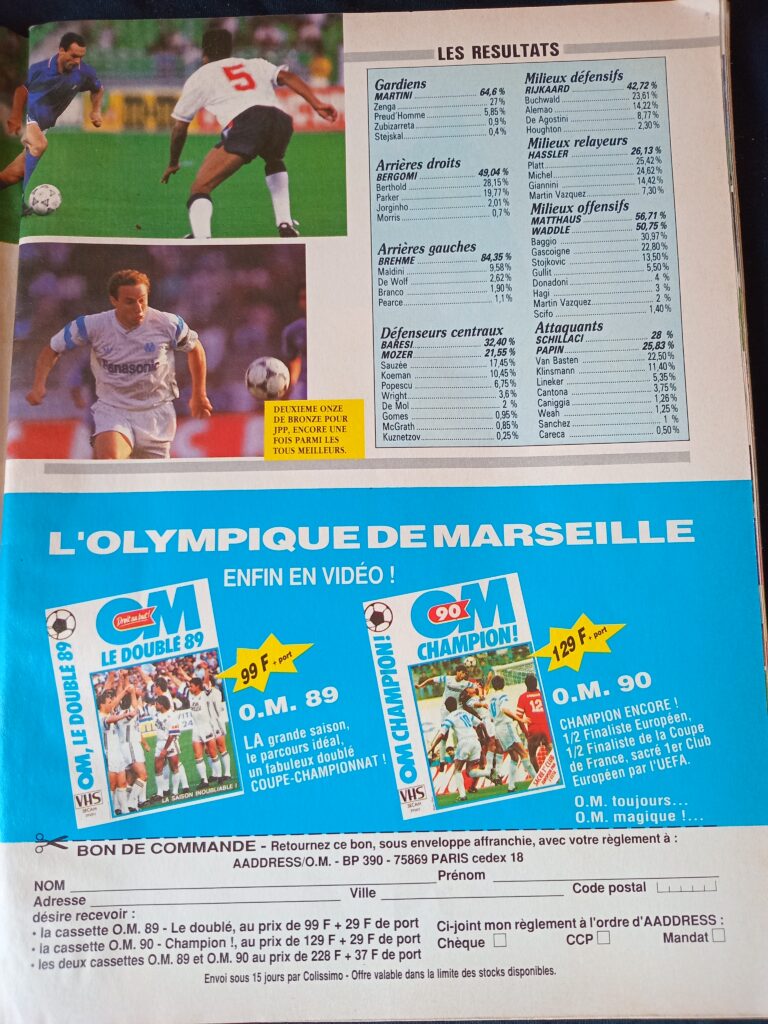 5
LES RESULTATS
Gardiens
MARTINI 64,6 %
Zenga 27 %
Preud'Homme 5,85 %
Zubizarreta 0,9 %
Stejskal 0,4 %
Arrières droits
BERGOMI 49,04 %
Berthold 28,15 %
Parker 19,77 %
Jorginho 2,01 %
Morris 0,7 %
Arrières gauches
BREHME 84,35 %
Maldini 9,58 %
De Wolf 2,62 %
Branco 1,90 %
Pearce 1,1 %
Défenseurs centraux
BARESI 32,40 %
MOZER 21,55 %
Sauzée 17,45 %
Koeman 10,45 %
Popescu 6,75 %
Wright 3,6 %
De Mol 2 %
Gomes 0,95 %
McGrath 0,85 %
Kuznetzov 0,25 %
Milieux défensifs
RIJKAARD 42,72 %
Buchwald 23,61 %
Alemao 14,22 %
De Agostini 8,77 %
Houghton 2,30 %
Milieux relayeurs
HASSLER 26,13 %
Platt 25,42 %
Michel 24,62 %
Giannini 14,42 %
Martin Vazquez 7,30 %
Milieux offensifs
MATTHAUS 56,71 %
WADDLE 50,75 %
Baggio 30,97 %
Gascoigne 22,80 %
Stojkovic 13,50 %
Gullit 5,50 %
Donadoni 4 %
Hagi 3 %
Martin Vazquez 2 %
Scifo 1,40 %
Attaquants
SCHILLACI 28 %
PAPIN 25,83 %
Van Basten 22,50 %
Klinsmann 11,40 %
Lineker 5,35 %
Cantona 3,75 %
Caniggia 1,26 %
Weah 1,25 %
Sanchez 1 %
Careca 0,50 %
Panasonic
DEUXIEME ONZE
DE BRONZE POUR
JPP, ENCORE UNE
FOIS PARMI LES
TOUS MEILLEURS.
L'OLYMPIQUE DE MARSEILLE
ENFIN EN VIDÉO !
OM, LE DOUBLÉ 89
VHS
SECAM
Droit au but !
OM
LE DOUBLÉ 89
LA SAISON INOUBLIABLE !
99 F + port
O.M. 89
LA grande saison,
le parcours idéal,
un fabuleux doublé
COUPE-CHAMPIONNAT !
OM CHAMPION!
VHS
SECAM
OM
90
CHAMPION!
12
129 F + port
O.M. 90
CHAMPION ENCORE !
1/2 Finaliste Européen,
1/2 Finaliste de la Coupe
de France, sacré 1er Club
Européen par l'UEFA.
O.M. toujours...
O.M. magique !...
BON DE COMMANDE - Retournez ce bon, sous enveloppe affranchie, avec votre règlement à :
AADDRESS/O.M. - BP 390 - 75869 PARIS cedex 18
NOM Prénom
Adresse Ville Code postal
désire recevoir :
• la cassette O.M. 89 - Le doublé, au prix de 99 F + 29 F de port
• la cassette O.M. 90 - Champion !, au prix de 129 F + 29 F de port
• les deux cassettes O.M. 89 et O.M. 90 au prix de 228 F + 37 F de port
Ci-joint mon règlement à l'ordre d'AADDRESS :
Chèque CCP Mandat
Envoi sous 15 jours par Colissimo - Offre valable dans la limite des stocks disponibles.